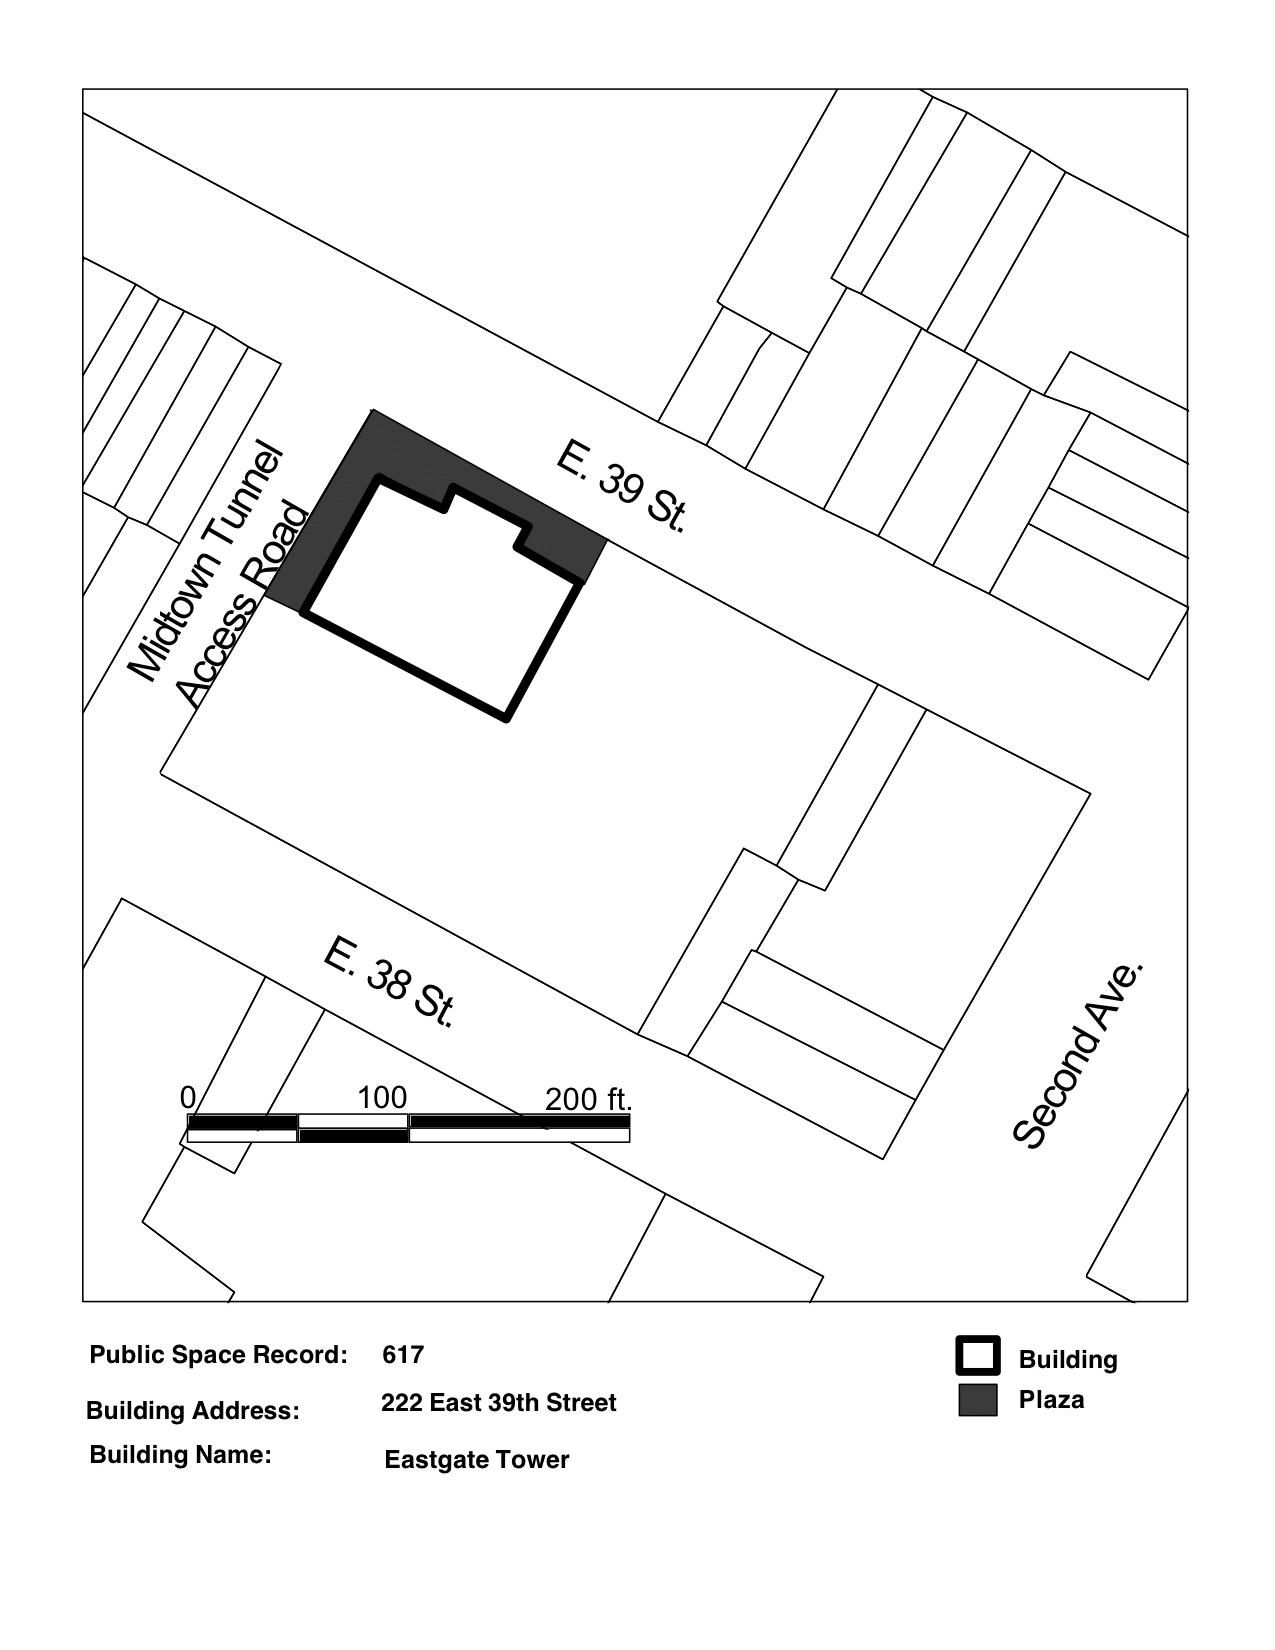 E. 39 St.
Midtown Tunnel
Access Road
E. 38 St.
Second Ave.
0 100 200 ft.
Public Space Record: 617
Building Address: 222 East 39th Street
Building Name: Eastgate Tower
Building
Plaza